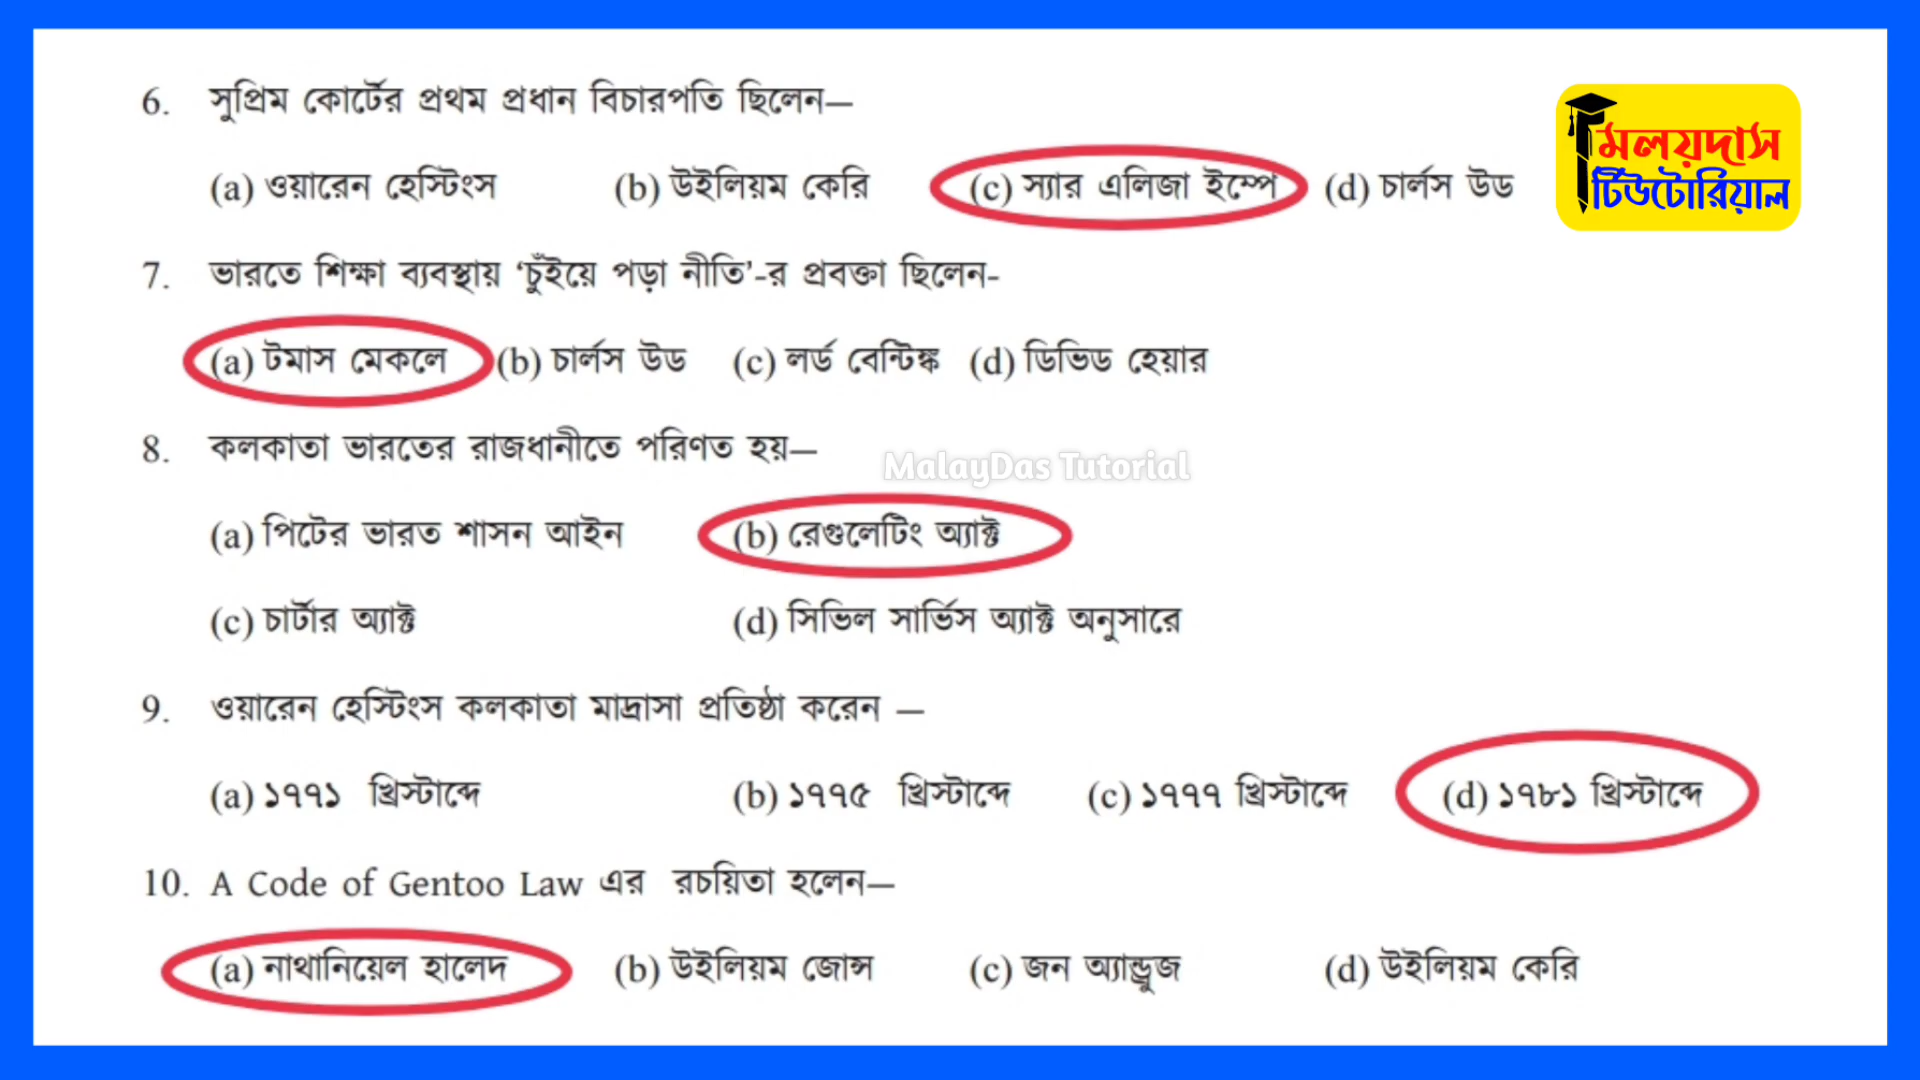 6. সুপ্রিম কোর্টের প্রথম প্রধান বিচারপতি ছিলেন—
(a) ওয়ারেন হেস্টিংস (b) উইলিয়ম কেরি (c) স্যার এলিজা ইম্পে (d) চার্লস উড
মলয়দাস
টিউটোরিয়াল
7. ভারতে শিক্ষা ব্যবস্থায় ‘চুঁইয়ে পড়া নীতি’-র প্রবক্তা ছিলেন-
(a) টমাস মেকলে (b) চার্লস উড (c) লর্ড বেন্টিঙ্ক (d) ডিভিড হেয়ার
8. কলকাতা ভারতের রাজধানীতে পরিণত হয়—
MalayDas Tutorial
(a) পিটের ভারত শাসন আইন (b) রেগুলেটিং অ্যাক্ট
(c) চার্টার অ্যাক্ট (d) সিভিল সার্ভিস অ্যাক্ট অনুসারে
9. ওয়ারেন হেস্টিংস কলকাতা মাদ্রাসা প্রতিষ্ঠা করেন —
(a) ১৭৭১ খ্রিস্টাব্দে (b) ১৭৭৫ খ্রিস্টাব্দে (c) ১৭৭৭ খ্রিস্টাব্দে (d) ১৭৮১ খ্রিস্টাব্দে
10. A Code of Gentoo Law এর রচয়িতা হলেন—
(a) নাথানিয়েল হালেদ (b) উইলিয়ম জোন্স (c) জন অ্যান্ড্রুজ (d) উইলিয়ম কেরি